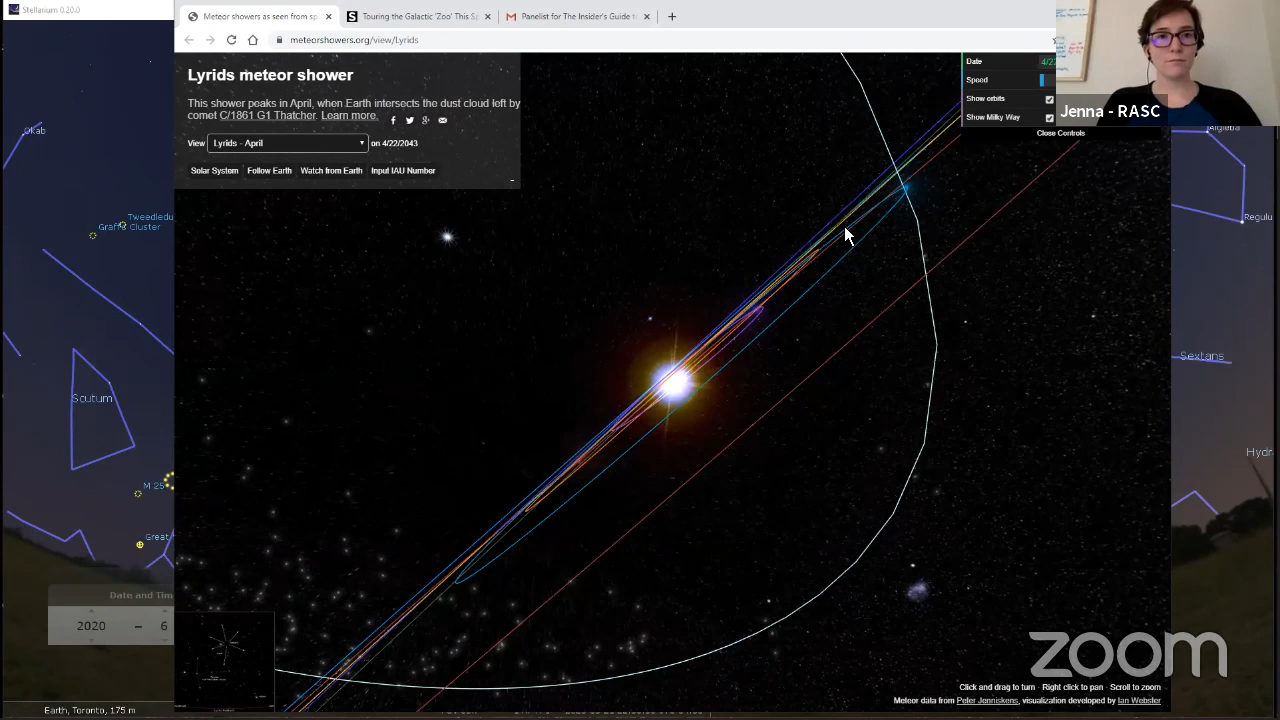 Stellarium 0.20.0
Meteor showers as seen from sp
Touring the Galactic 'Zoo' This Sp
Panelist for The Insider's Guide to
meteorshowers.org/view/Lyrids
Lyrids meteor shower
This shower peaks in April, when Earth intersects the dust cloud left by
comet C/1861 G1 Thatcher. Learn more.
View Lyrids - April on 4/22/2043
Solar System Follow Earth Watch from Earth Input IAU Number
Date 4/22
Speed
Show orbits
Show Milky Way
Close Controls
Jenna - RASC
Okab
Tweedledu
Graff's Cluster
Scutum
M 25
Great
Algieba
Regulu
Sextans
Hydr
Date and Tim
2020 - 6
Earth, Toronto, 175 m
zoom
Click and drag to turn · Right click to pan · Scroll to zoom
Meteor data from Peter Jenniskens, visualization developed by Ian Webster